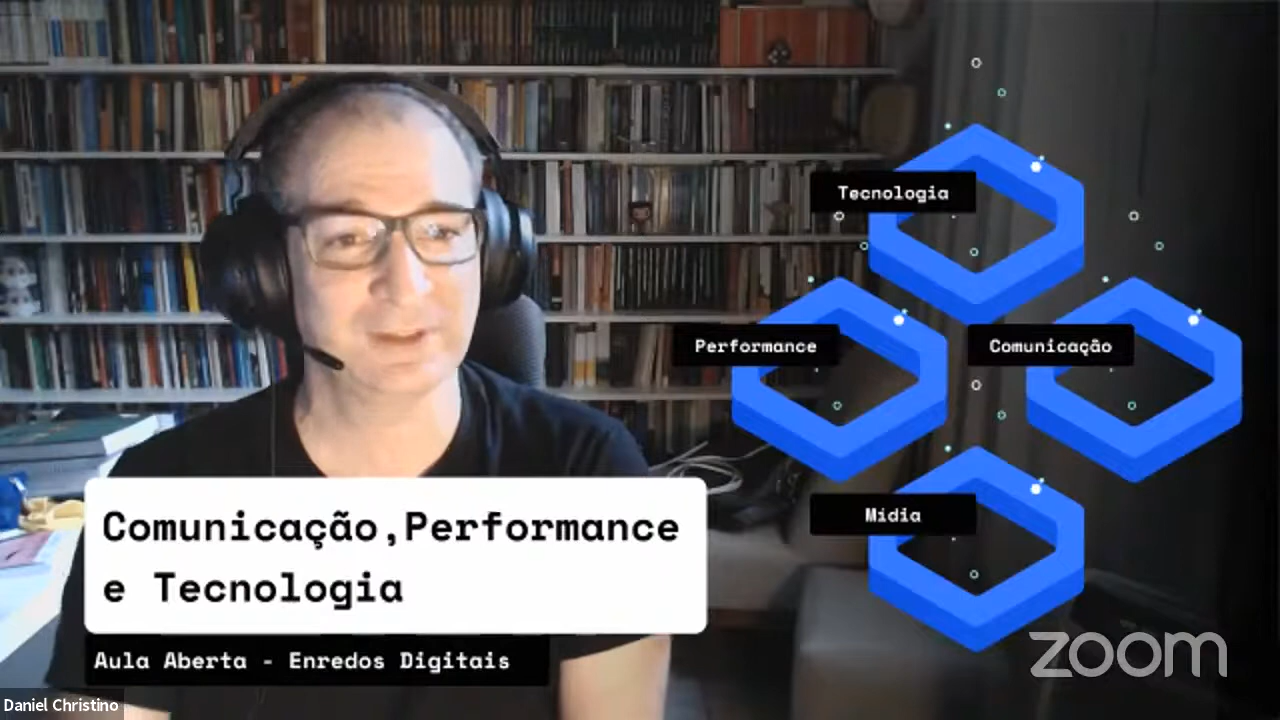 Tecnologia
Performance
Comunicação
Mídia
Comunicação,Performance
e Tecnologia
Aula Aberta - Enredos Digitais
Daniel Christino
zoom